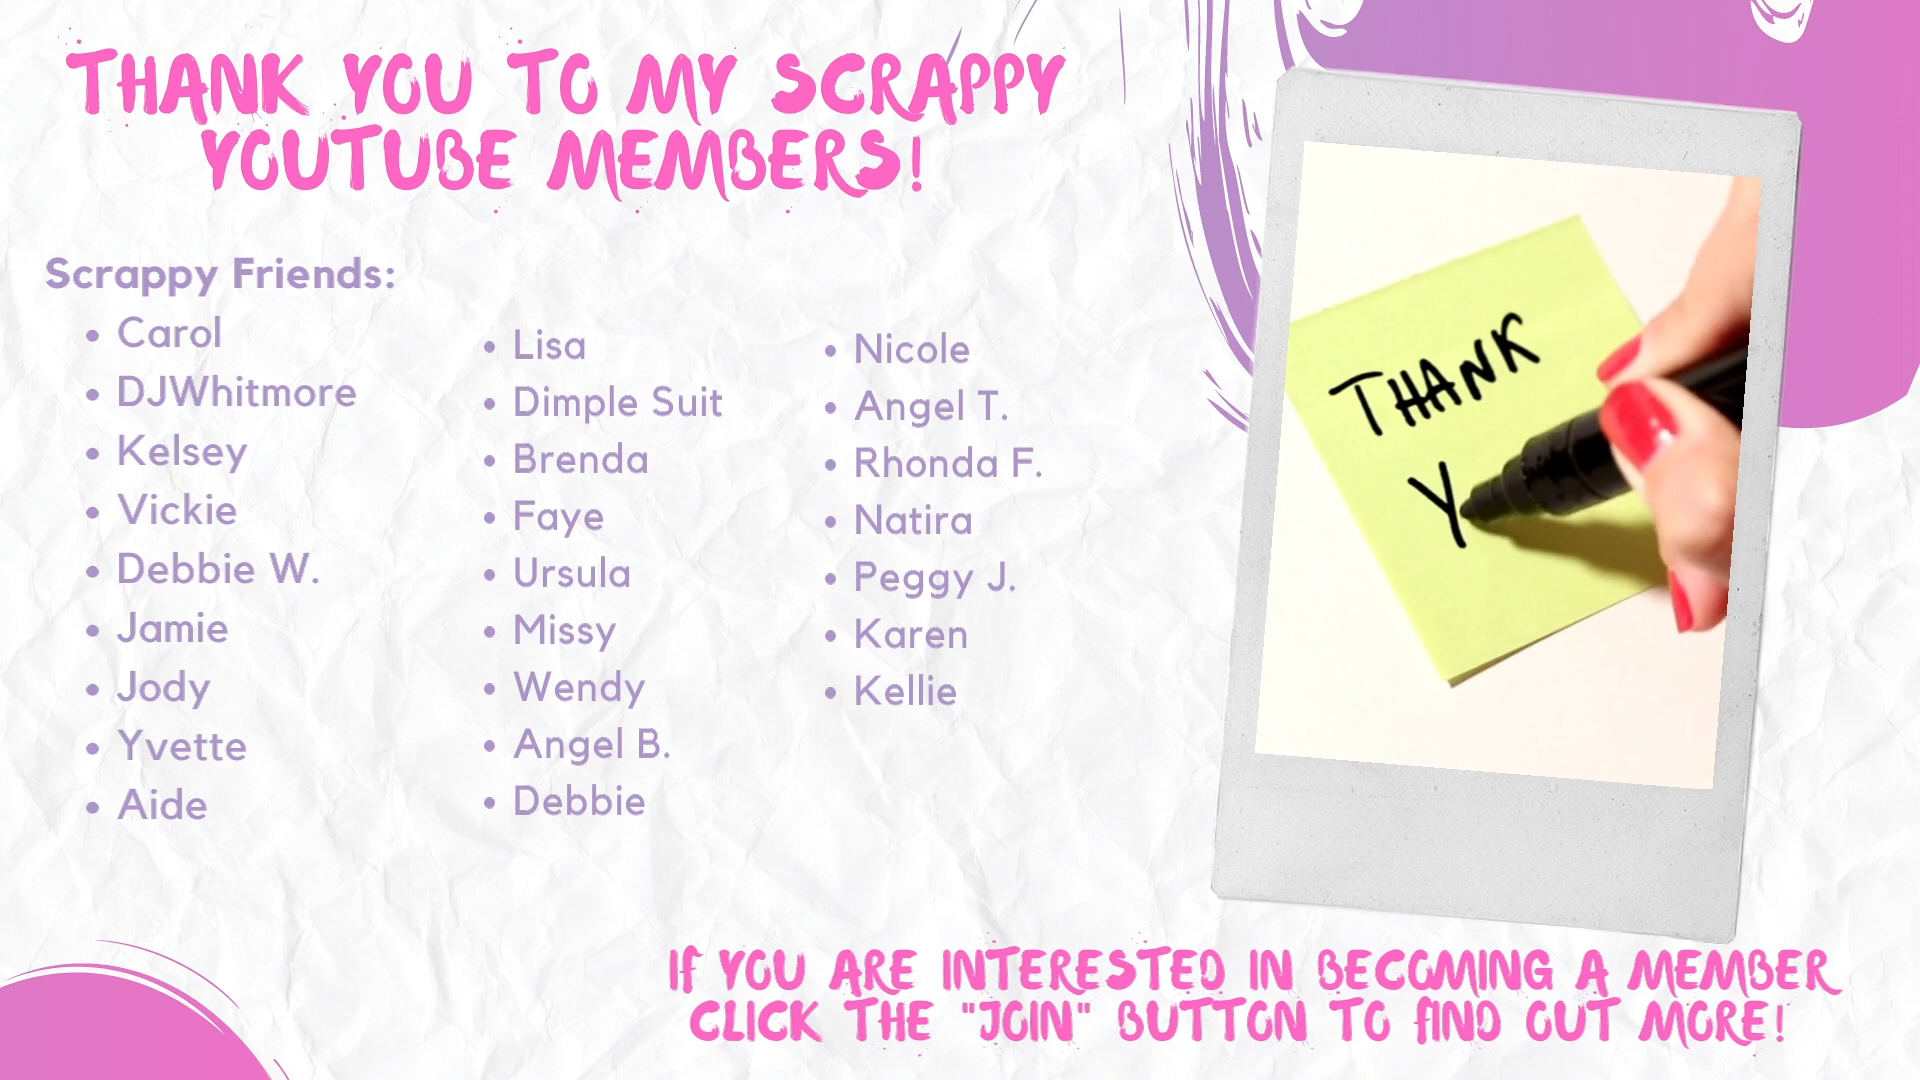 THANK YOU TO MY SCRAPPY
YOUTUBE MEMBERS!
Scrappy Friends:
• Carol
• DJWhitmore
• Kelsey
• Vickie
• Debbie W.
• Jamie
• Jody
• Yvette
• Aide
• Lisa
• Dimple Suit
• Brenda
• Faye
• Ursula
• Missy
• Wendy
• Angel B.
• Debbie
• Nicole
• Angel T.
• Rhonda F.
• Natira
• Peggy J.
• Karen
• Kellie
THANK
Y
IF YOU ARE INTERESTED IN BECOMING A MEMBER
CLICK THE "JOIN" BUTTON TO FIND OUT MORE!